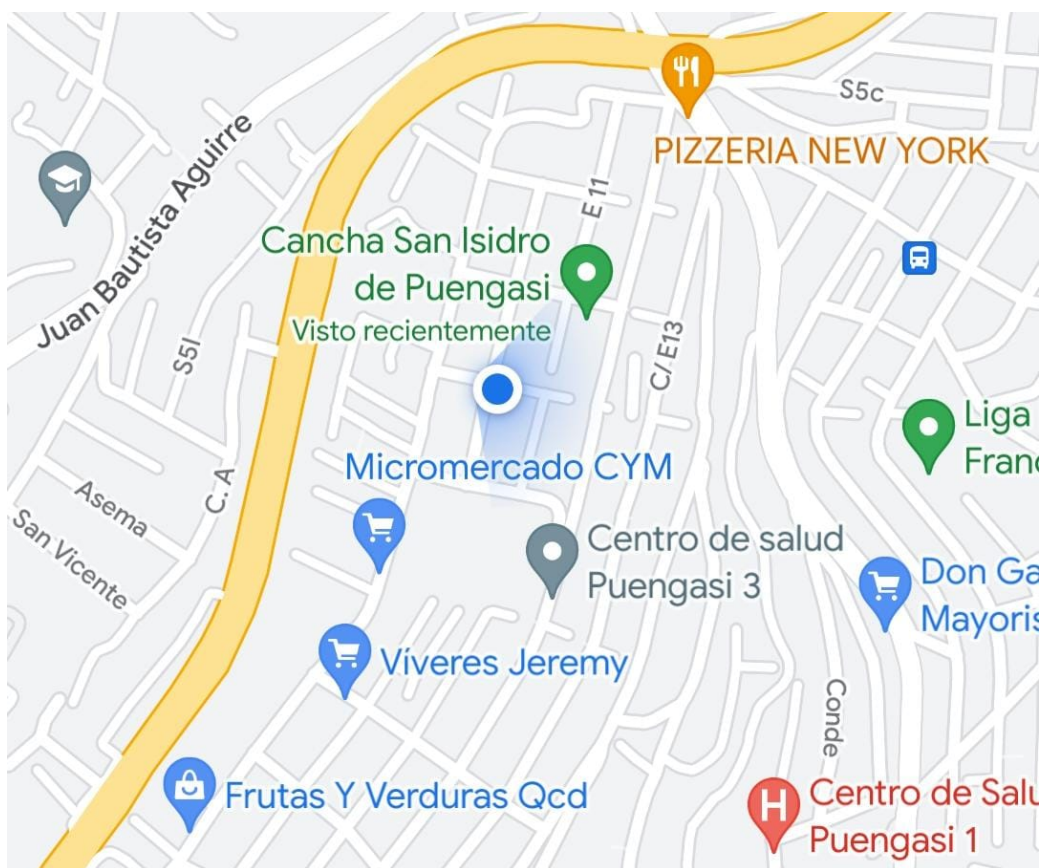 S5c
PIZZERIA NEW YORK
Juan Bautista Aguirre
E 11
Cancha San Isidro
de Puengasi
Visto recientemente
S5I
C/ E13
Liga
Franc
Micromercado CYM
C. A
Asema
San Vicente
Centro de salud
Puengasi 3
Don Ga
Mayoris
Víveres Jeremy
Conde
Frutas Y Verduras Qcd
H
Centro de Salu
Puengasi 1